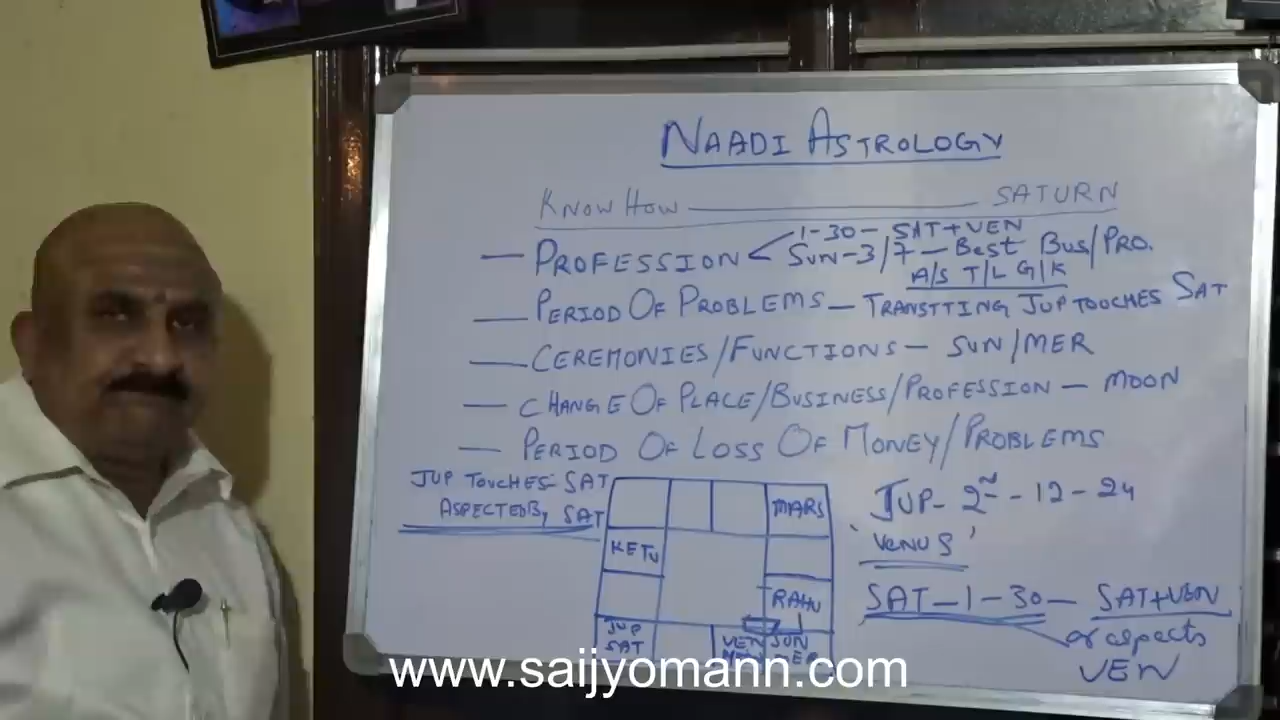 NAADI ASTROLOGY
KNOW HOW ———— SATURN
1-30- SAT+VEN
— PROFESSION < SUN-3/7 - BEST BUS/PRO.
A/S T/L G/K
— PERIOD OF PROBLEMS - TRANSTTING JUP TOUCHES SAT
— CEREMONIES/FUNCTIONS - SUN/MER
— CHANGE OF PLACE/BUSINESS/PROFESSION - MOON
— PERIOD OF LOSS OF MONEY/PROBLEMS
JUP TOUCHES SAT
ASPECTED By SAT
MARS
KETU
RAHU
JUP
SAT
VEN
SUN
MER
JUP- 2nd - 12 - 24
'VENUS'
SAT-1-30- SAT+VEN
or aspects
VEN
www.saijyomann.com